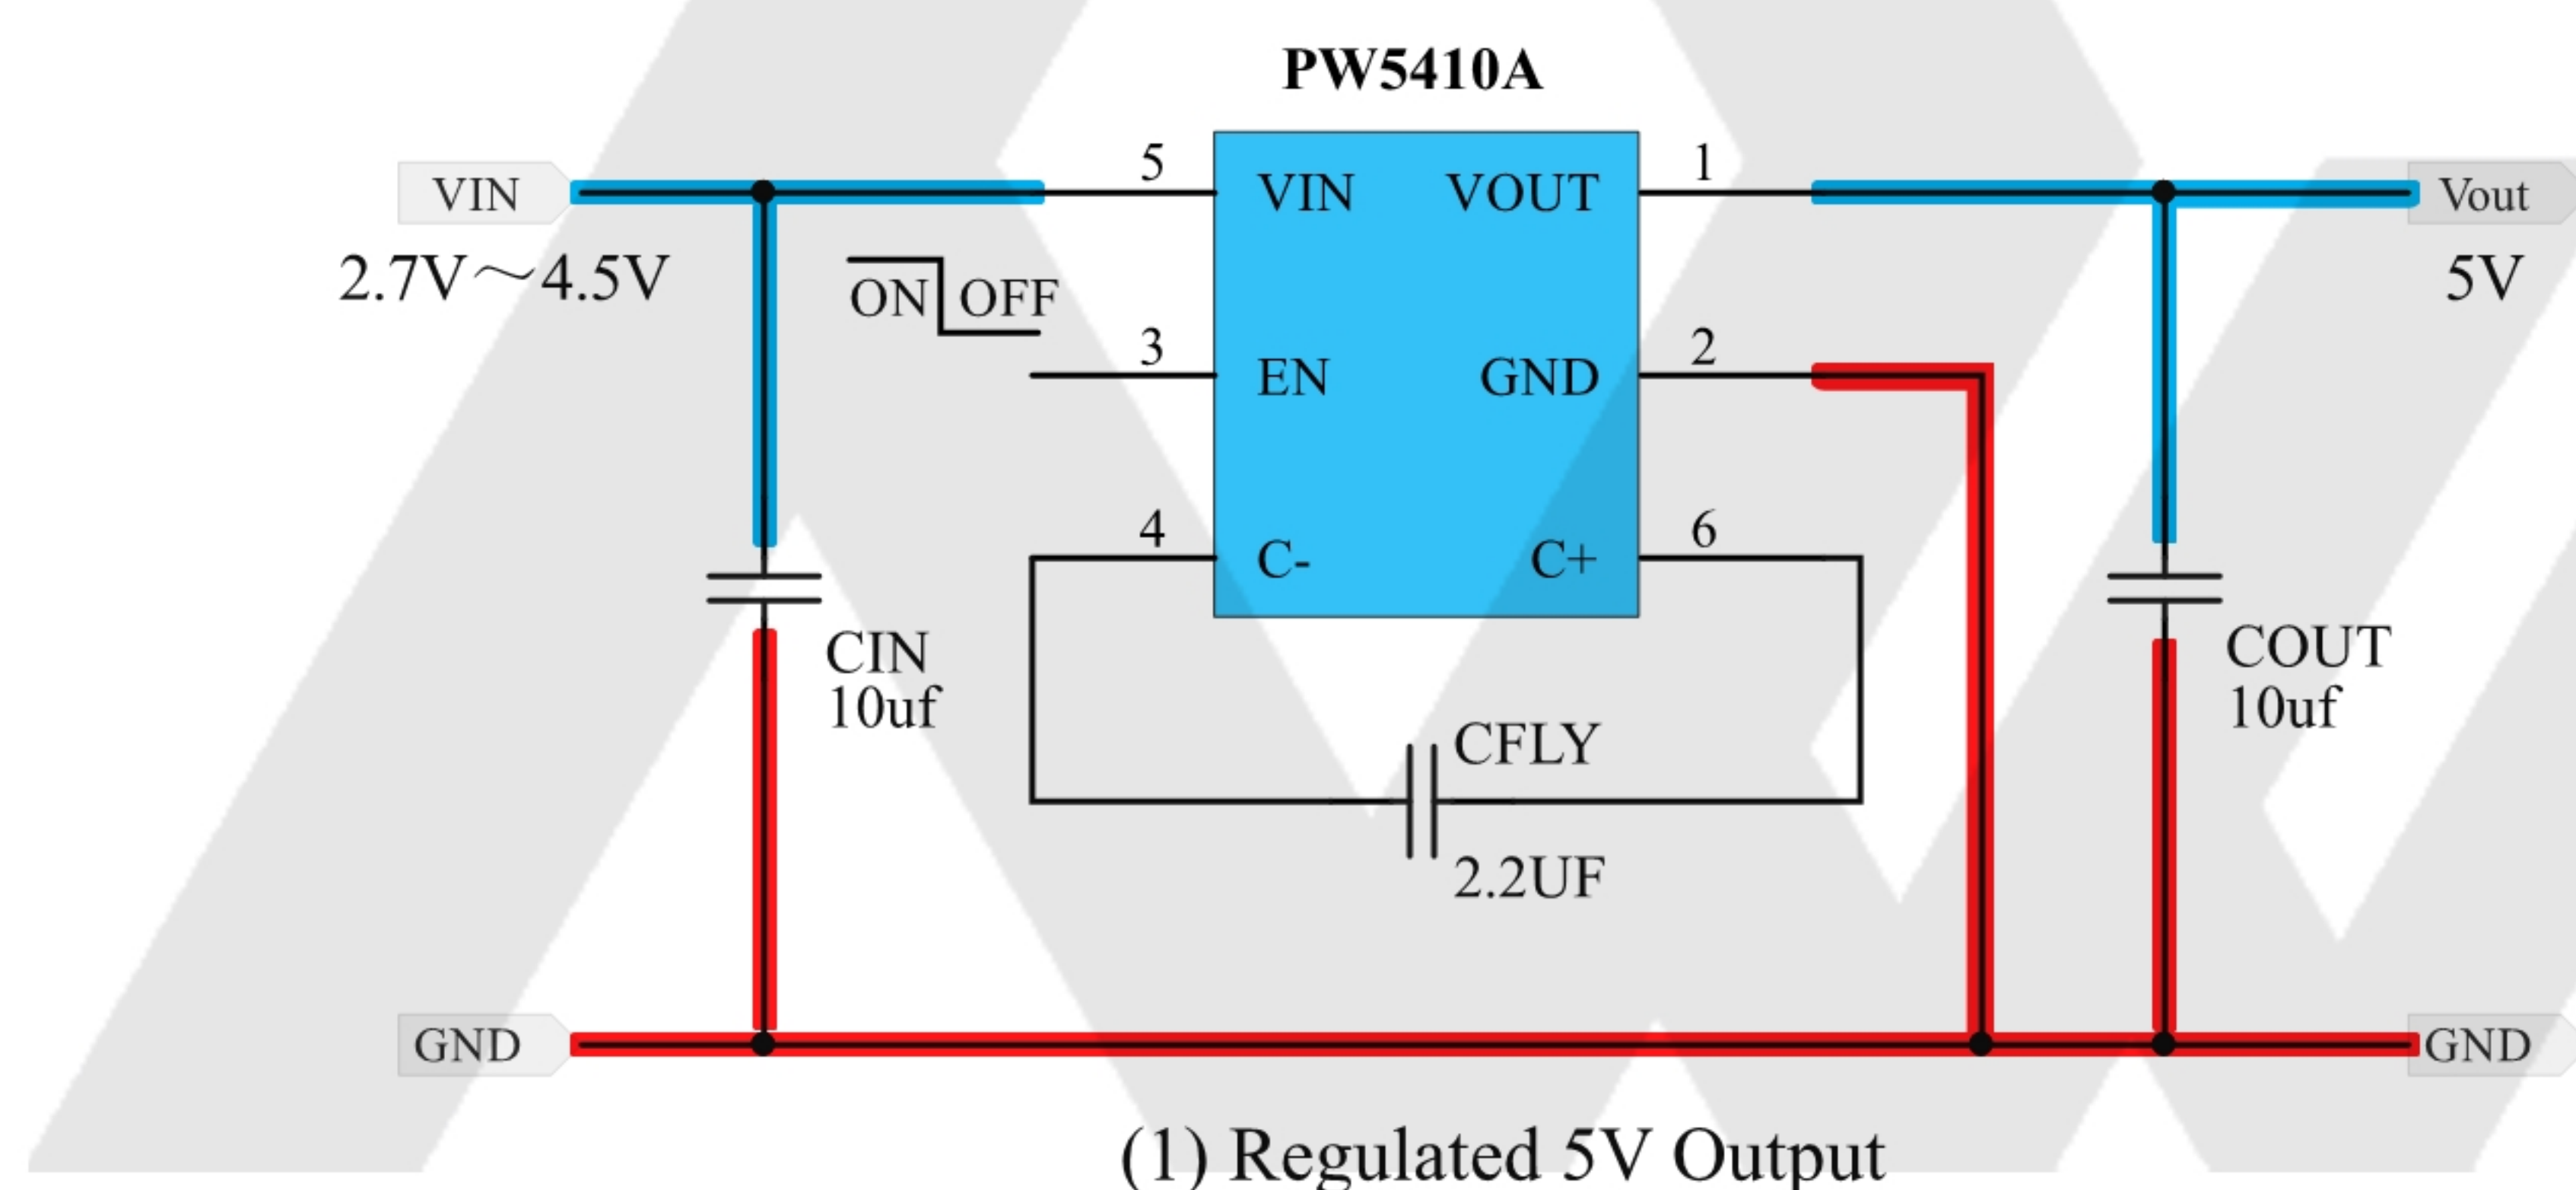 PW5410A
VIN
5
VIN
VOUT
1
Vout
2.7V～4.5V
ON
OFF
5V
3
EN
GND
2
4
C-
C+
6
CIN
10uf
COUT
10uf
CFLY
2.2UF
GND
GND
(1) Regulated 5V Output